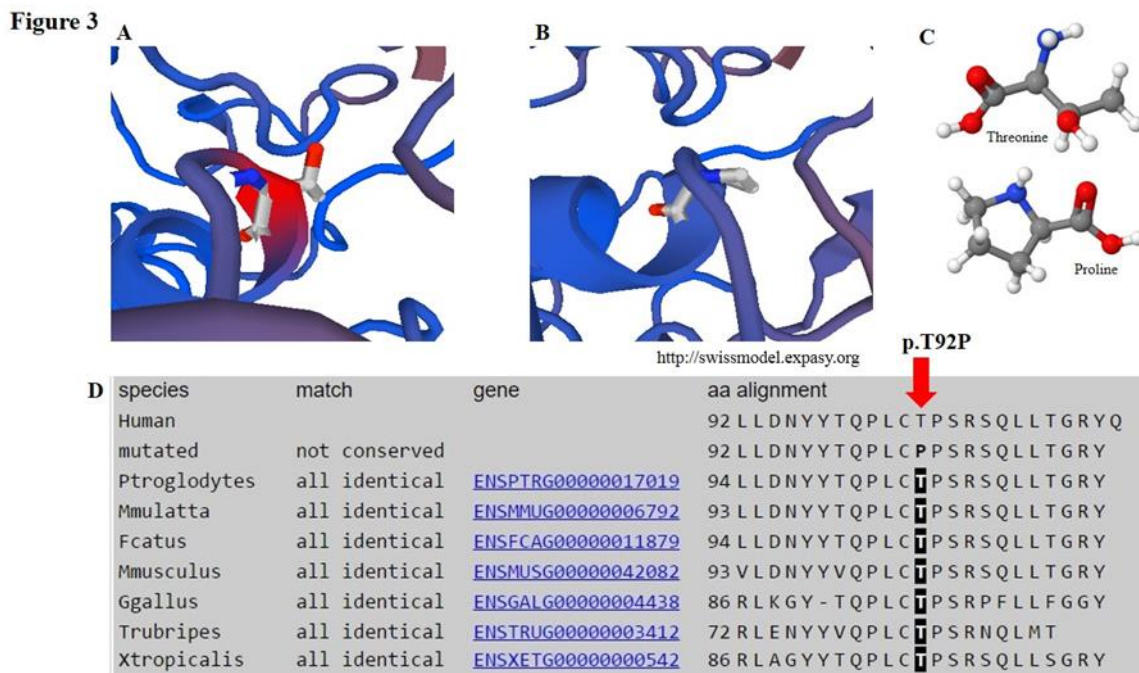 Figure 3
A
B
C
Threonine
Proline
http://swissmodel.expasy.org
p.T92P
D species match gene aa alignment
Human 92 L L D N Y Y T Q P L C T P S R S Q L L T G R Y Q
mutated not conserved 92 L L D N Y Y T Q P L C P P S R S Q L L T G R Y
Ptroglodytes all identical ENSPTRG00000017019 94 L L D N Y Y T Q P L C T P S R S Q L L T G R Y
Mmulatta all identical ENSMMUG00000006792 93 L L D N Y Y T Q P L C T P S R S Q L L T G R Y
Fcatus all identical ENSFCAG00000011879 94 L L D N Y Y T Q P L C T P S R S Q L L T G R Y
Mmusculus all identical ENSMUSG00000042082 93 V L D N Y Y V Q P L C T P S R S Q L L T G R Y
Ggallus all identical ENSGALG00000004438 86 R L K G Y - T Q P L C T P S R P F L L F G G Y
Trubripes all identical ENSTRUG00000003412 72 R L E N Y Y V Q P L C T P S R N Q L M T
Xtropicalis all identical ENSXETG00000000542 86 R L A G Y Y T Q P L C T P S R S Q L L S G R Y